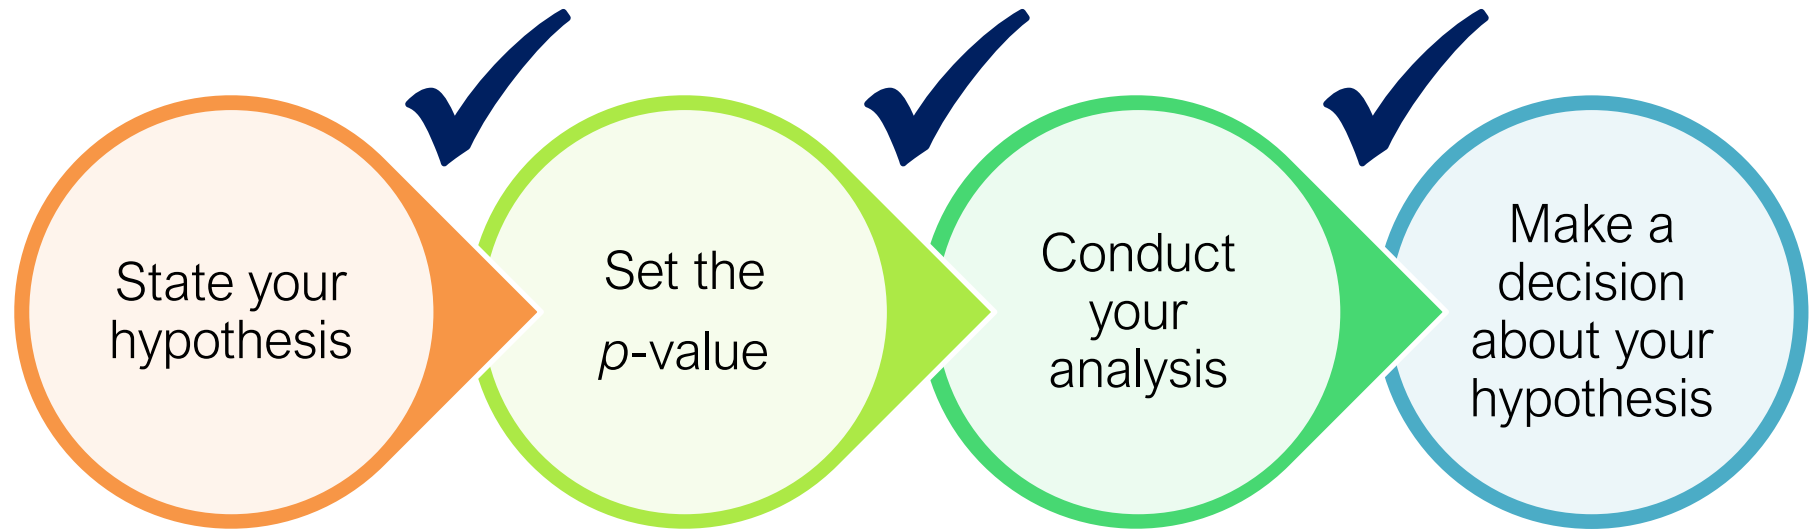 State your
hypothesis
Set the
p-value
Conduct
your
analysis
Make a
decision
about your
hypothesis